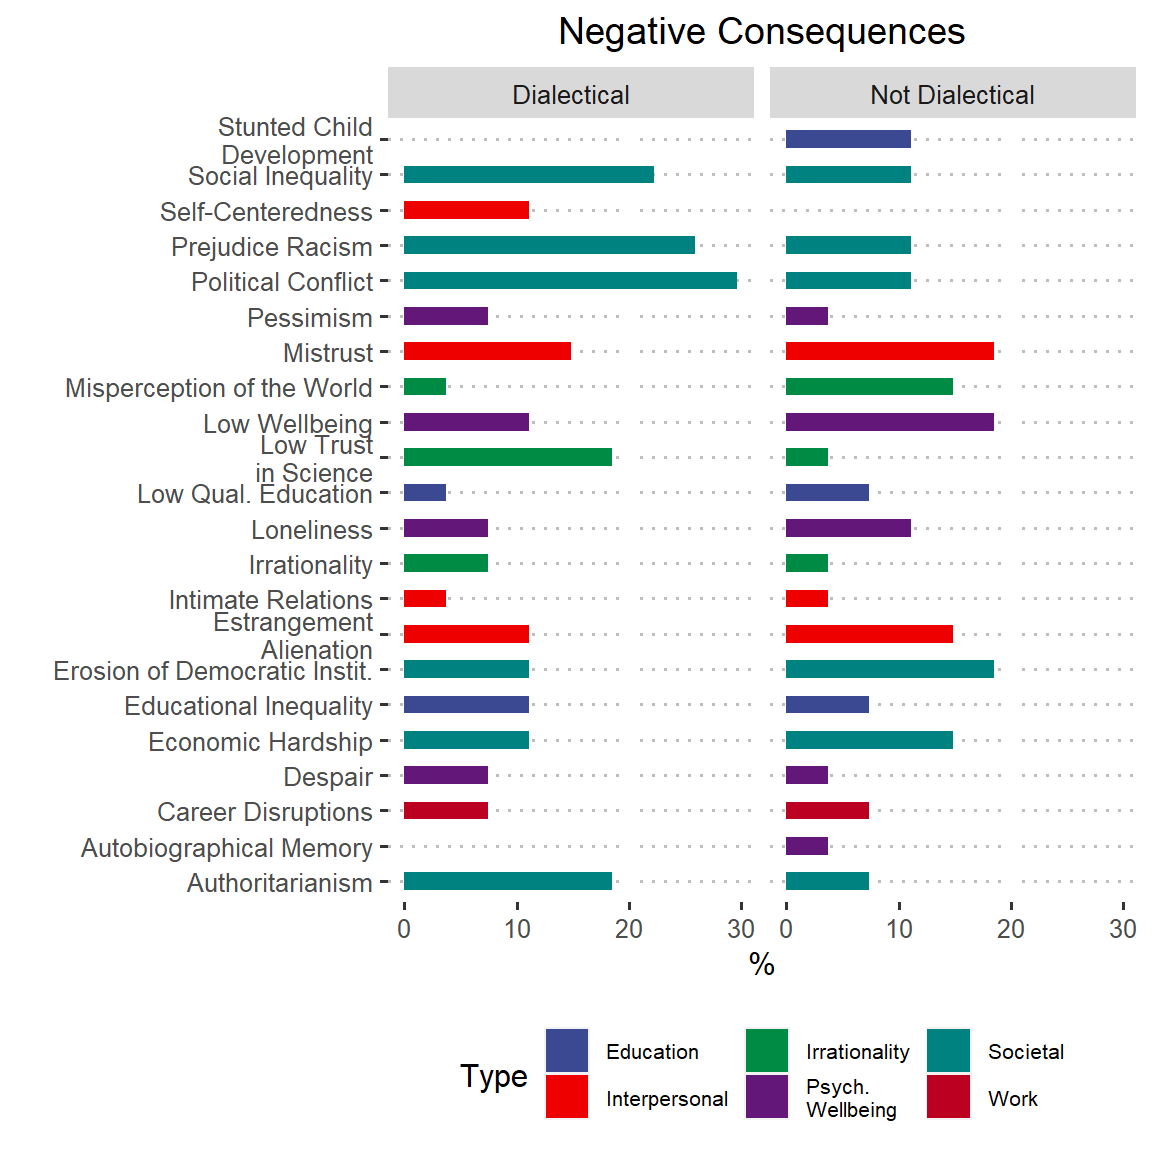 Negative Consequences
Dialectical
Not Dialectical
Stunted Child
Development
Social Inequality
Self-Centeredness
Prejudice Racism
Political Conflict
Pessimism
Mistrust
Misperception of the World
Low Wellbeing
Low Trust
in Science
Low Qual. Education
Loneliness
Irrationality
Intimate Relations
Estrangement
Alienation
Erosion of Democratic Instit.
Educational Inequality
Economic Hardship
Despair
Career Disruptions
Autobiographical Memory
Authoritarianism
0 10 20 30 0 10 20 30
%
Type
Education
Interpersonal
Irrationality
Psych.
Wellbeing
Societal
Work